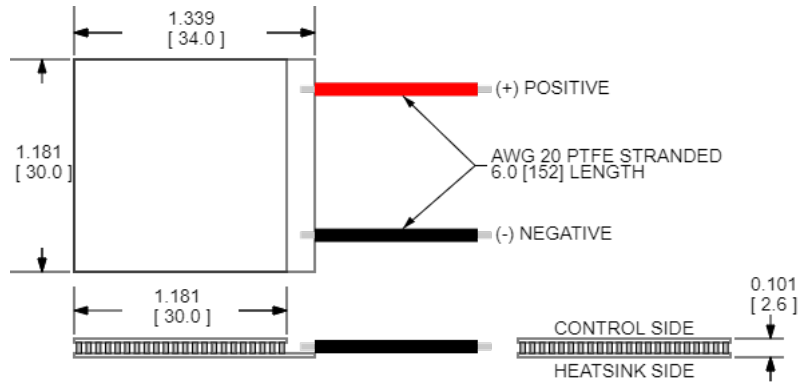 1.339
[ 34.0 ]
(+) POSITIVE
1.181
[ 30.0 ]
AWG 20 PTFE STRANDED
6.0 [152] LENGTH
(-) NEGATIVE
1.181
[ 30.0 ]
0.101
[ 2.6 ]
CONTROL SIDE
HEATSINK SIDE